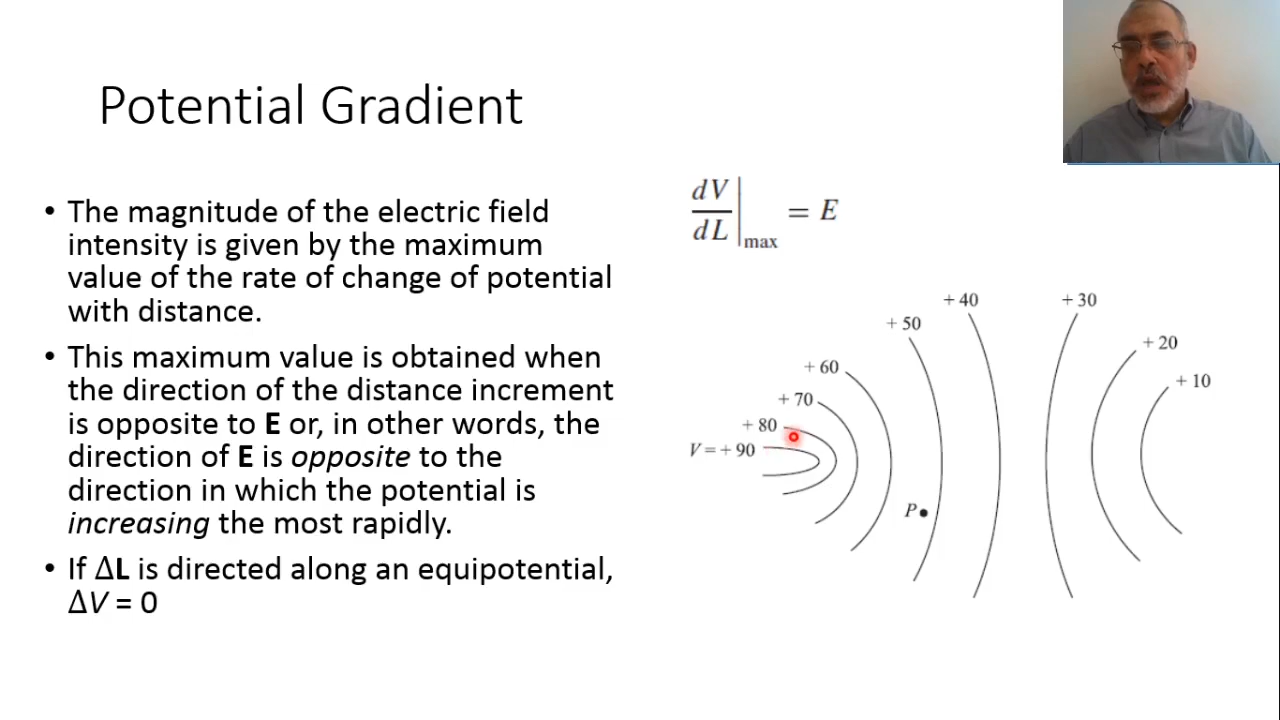 Potential Gradient
• The magnitude of the electric field
intensity is given by the maximum
value of the rate of change of potential
with distance.
• This maximum value is obtained when
the direction of the distance increment
is opposite to E or, in other words, the
direction of E is opposite to the
direction in which the potential is
increasing the most rapidly.
• If ΔL is directed along an equipotential,
ΔV = 0
dV/dL|max = E
+ 40
+ 30
+ 50
+ 20
+ 60
+ 10
+ 70
+ 80
V = + 90
P